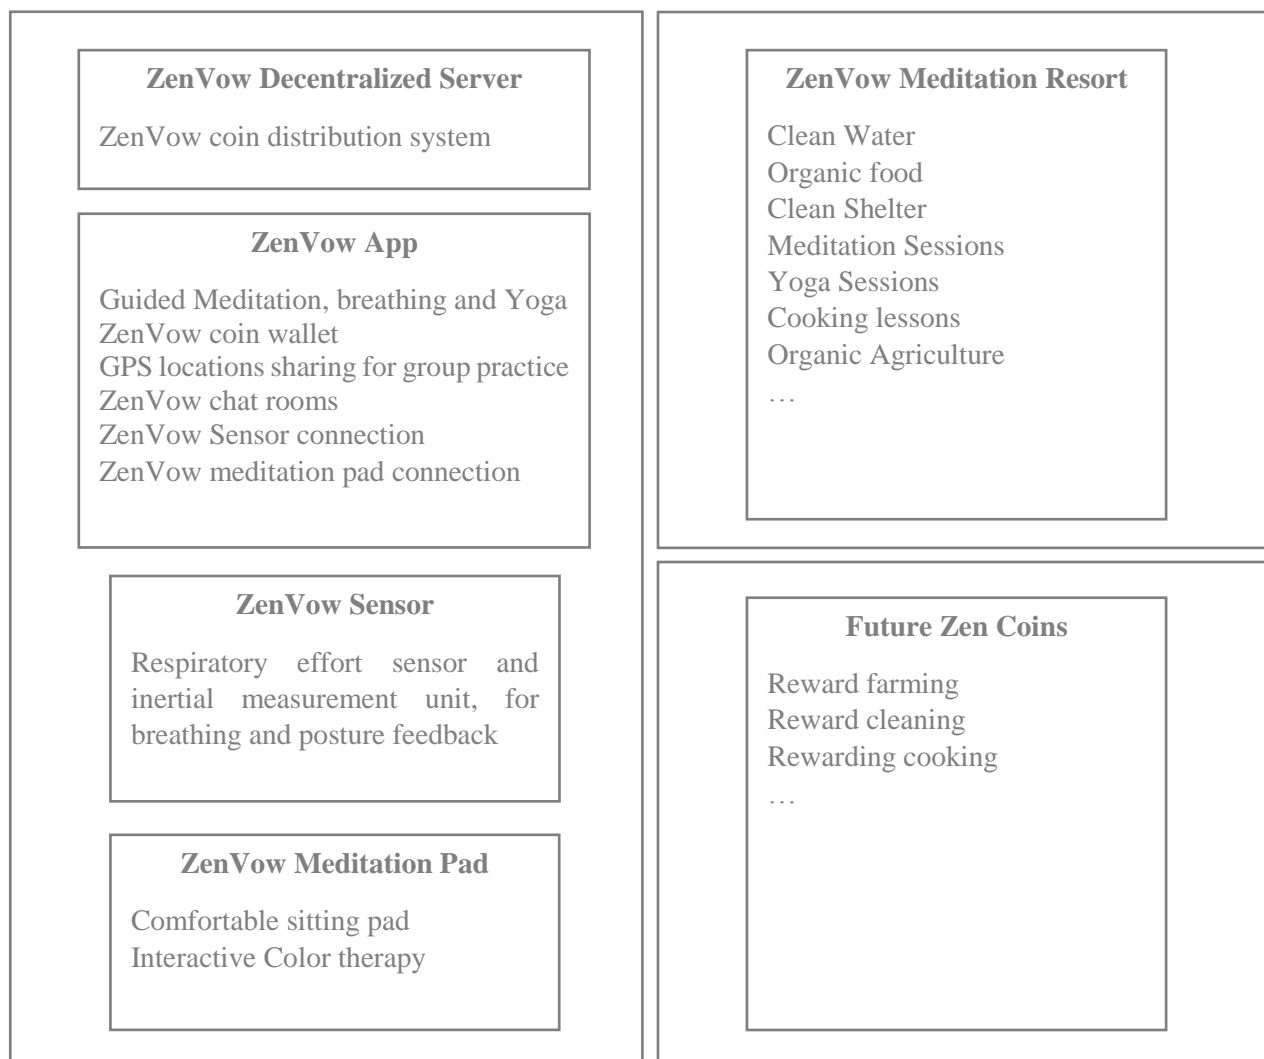 ZenVow Decentralized Server
ZenVow coin distribution system
ZenVow App
Guided Meditation, breathing and Yoga
ZenVow coin wallet
GPS locations sharing for group practice
ZenVow chat rooms
ZenVow Sensor connection
ZenVow meditation pad connection
ZenVow Sensor
Respiratory effort sensor and
inertial measurement unit, for
breathing and posture feedback
ZenVow Meditation Pad
Comfortable sitting pad
Interactive Color therapy
ZenVow Meditation Resort
Clean Water
Organic food
Clean Shelter
Meditation Sessions
Yoga Sessions
Cooking lessons
Organic Agriculture
…
Future Zen Coins
Reward farming
Reward cleaning
Rewarding cooking
…